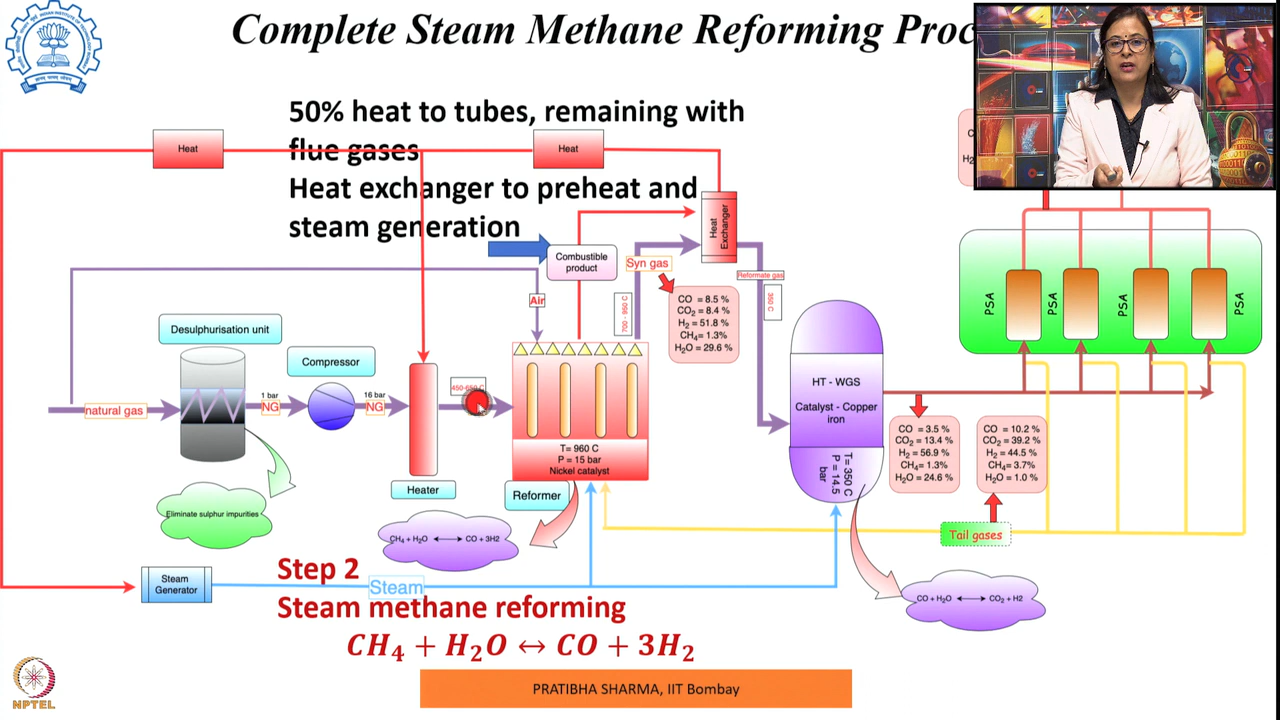 Complete Steam Methane Reforming Proc
50% heat to tubes, remaining with
flue gases
Heat exchanger to preheat and
steam generation
Heat
Heat
Heat
Exchanger
Combustible
product
Syn gas
Reformate gas
350 C
700 - 950 C
Air
CO = 8.5 %
CO₂ = 8.4 %
H₂ = 51.8 %
CH₄= 1.3%
H₂O = 29.6 %
PSA
PSA
PSA
PSA
Desulphurisation unit
Compressor
natural gas
1 bar
NG
16 bar
NG
T= 960 C
P = 15 bar
Nickel catalyst
Heater
Reformer
HT - WGS
Catalyst - Copper
iron
T= 350 C
P = 14.5
bar
CO = 3.5 %
CO₂ = 13.4 %
H₂ = 56.9 %
CH₄= 1.3%
H₂O = 24.6 %
CO = 10.2 %
CO₂ = 39.2 %
H₂ = 44.5 %
CH₄= 3.7%
H₂O = 1.0 %
Eliminate sulphur impurities
CH₄ + H₂O ⟷ CO + 3H2
Tail gases
Step 2
Steam
Generator
Steam
Steam methane reforming
CH₄ + H₂O ↔ CO + 3H₂
CO + H₂O ⟷ CO₂ + H2
NPTEL
PRATIBHA SHARMA, IIT Bombay